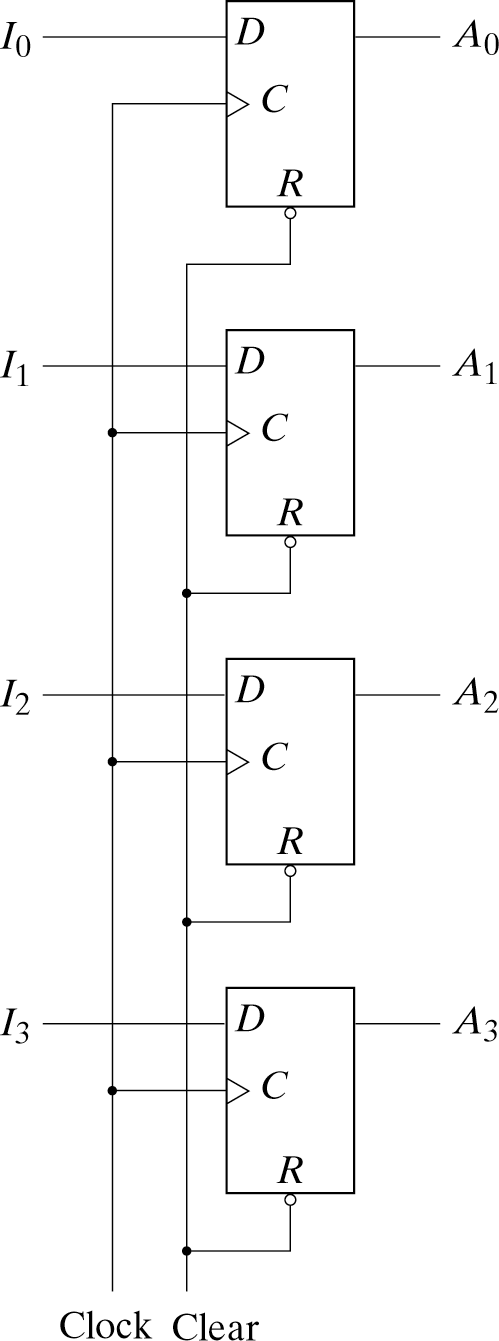 I₀ D A₀
C
R
I₁ D A₁
C
R
I₂ D A₂
C
R
I₃ D A₃
C
R
Clock Clear